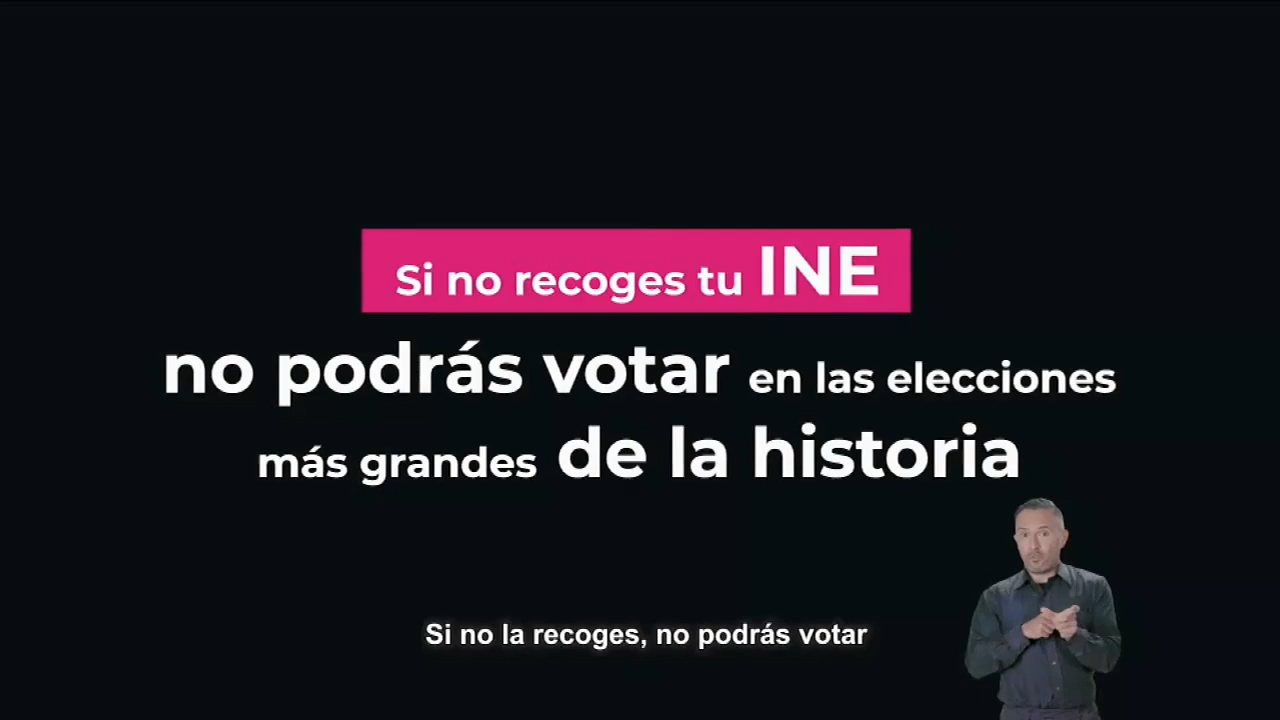 Si no recoges tu INE
no podrás votar en las elecciones
más grandes de la historia
Si no la recoges, no podrás votar